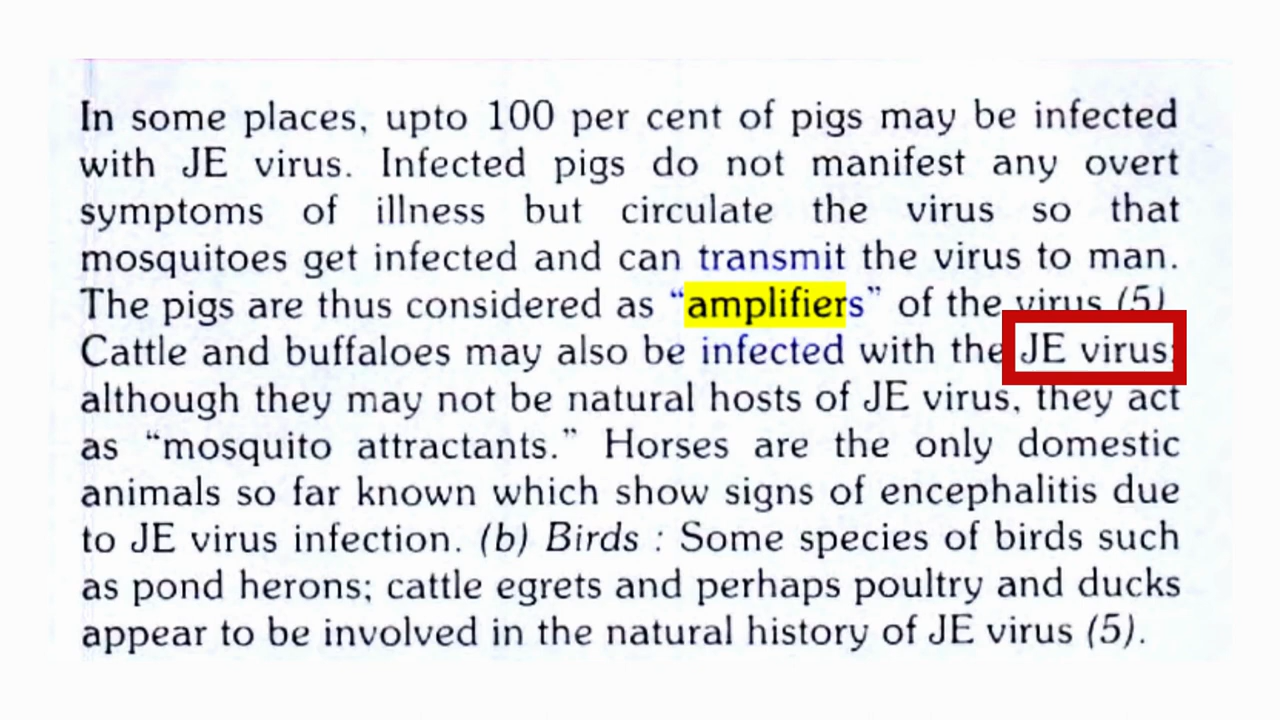 In some places, upto 100 per cent of pigs may be infected
with JE virus. Infected pigs do not manifest any overt
symptoms of illness but circulate the virus so that
mosquitoes get infected and can transmit the virus to man.
The pigs are thus considered as “amplifiers” of the virus (5).
Cattle and buffaloes may also be infected with the JE virus;
although they may not be natural hosts of JE virus, they act
as “mosquito attractants.” Horses are the only domestic
animals so far known which show signs of encephalitis due
to JE virus infection. (b) Birds : Some species of birds such
as pond herons; cattle egrets and perhaps poultry and ducks
appear to be involved in the natural history of JE virus (5).